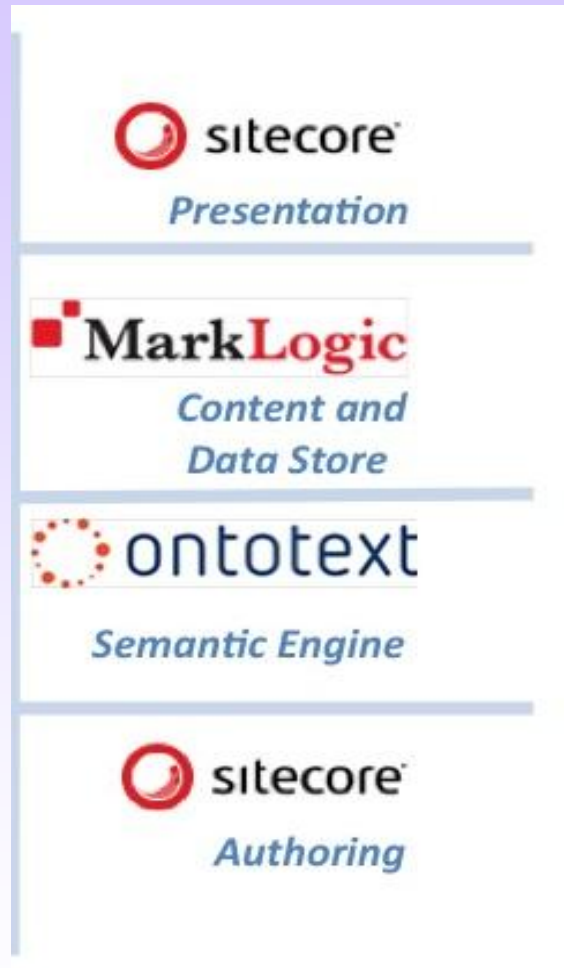 sitecore
Presentation
MarkLogic
Content and
Data Store
ontotext
Semantic Engine
sitecore
Authoring